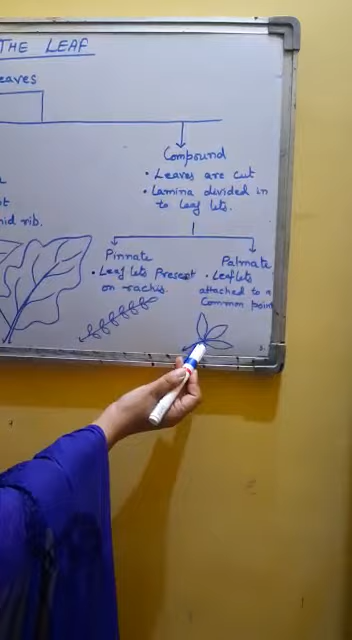 THE LEAF
eaves
Compound
• Leaves are cut
• Lamina divided in
to leaf lets.
mid rib.
Pinnate
• Leaf lets Present
on rachis.
Palmate
• Leaflets
attached to a
Common point